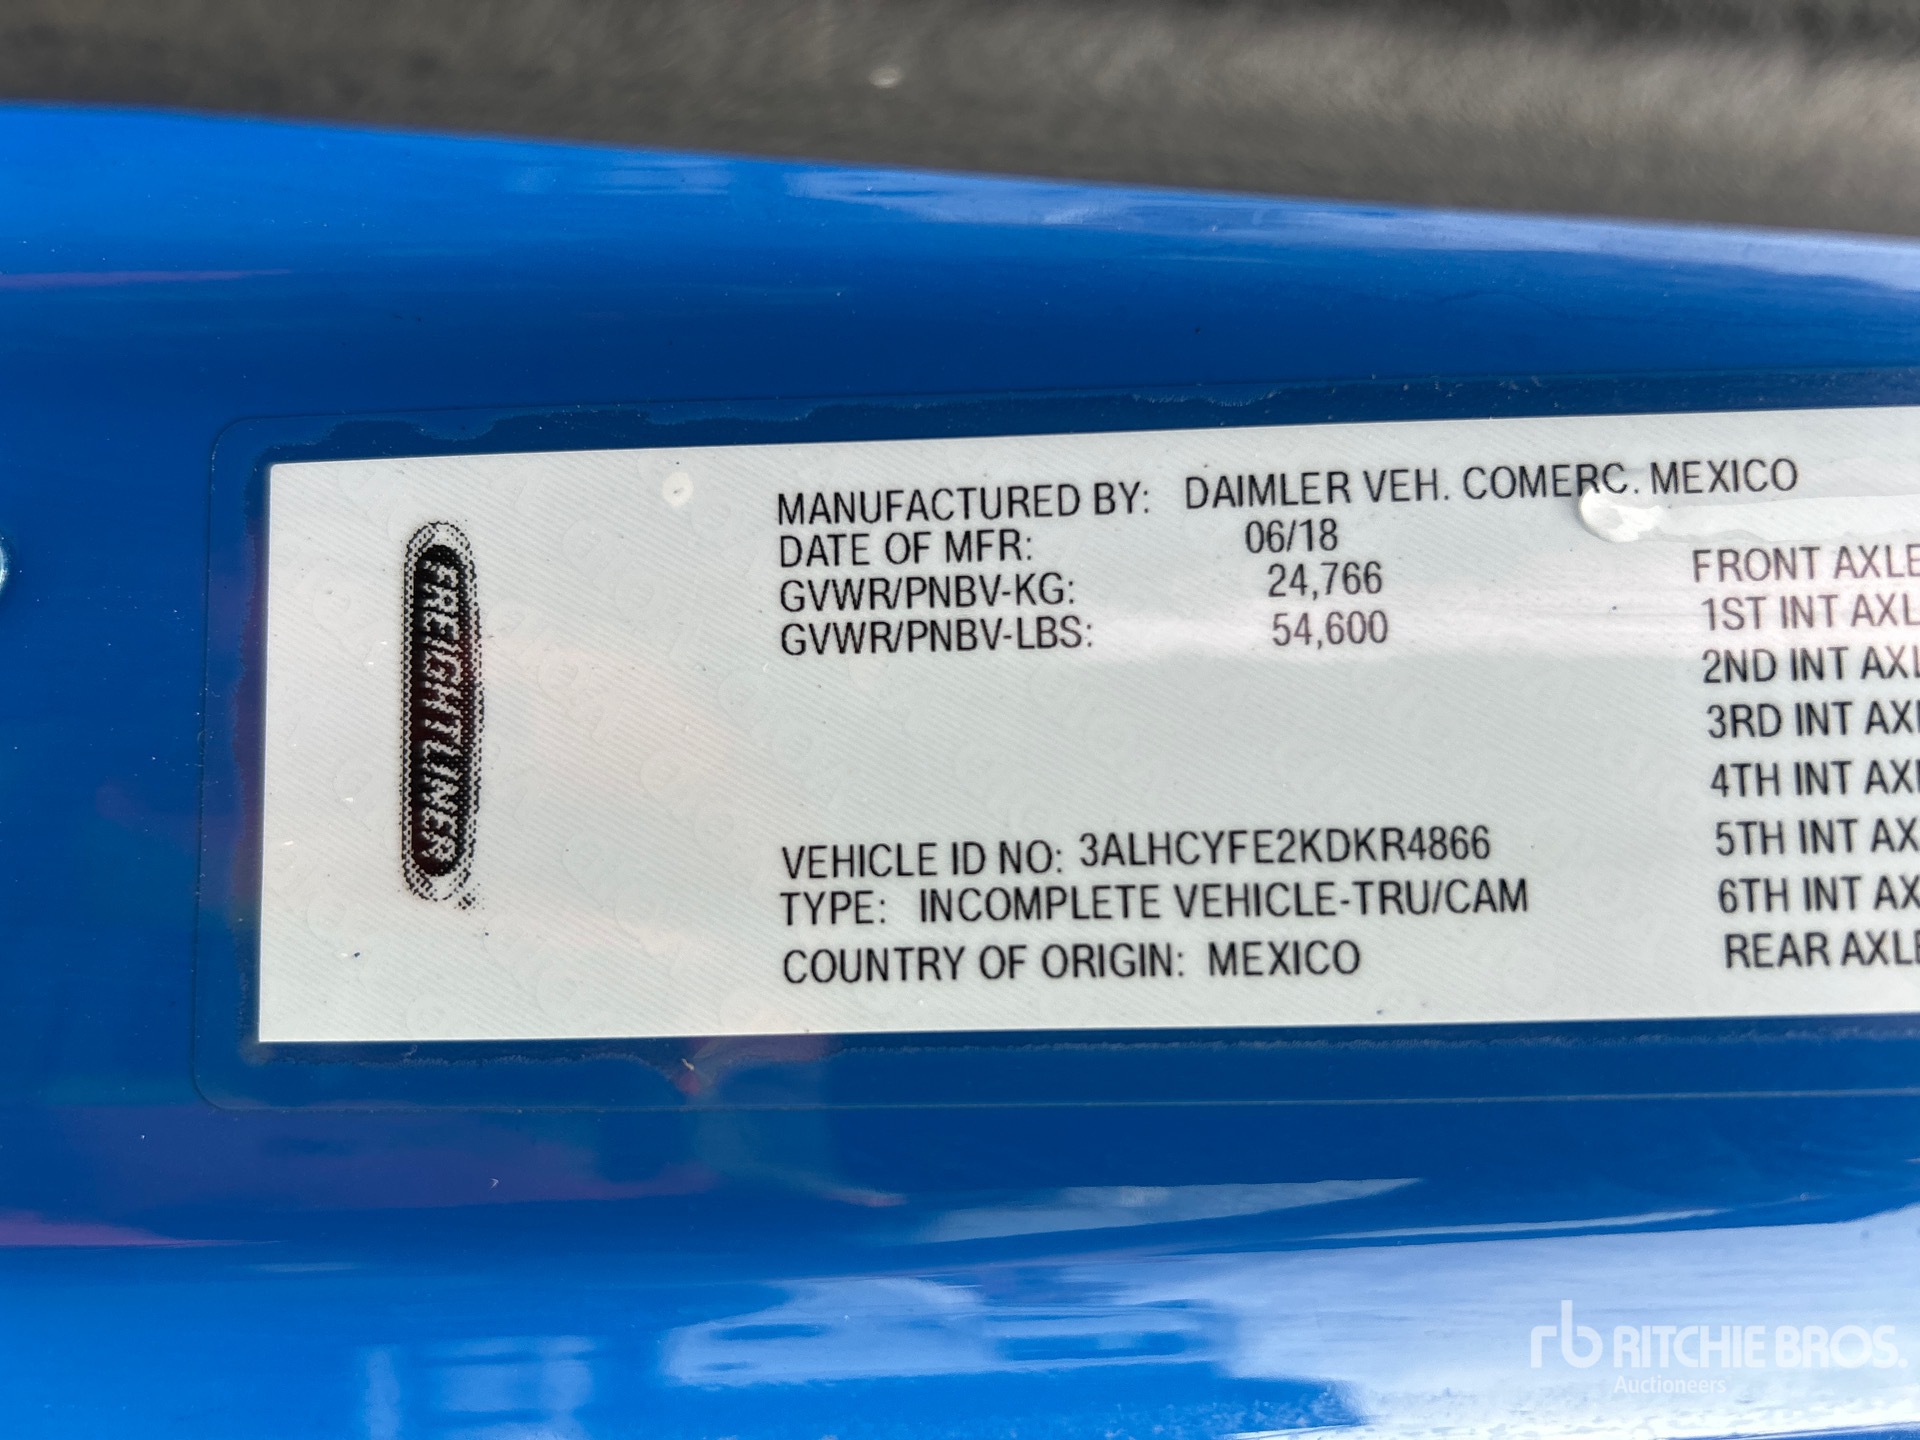 FREIGHTLINER
MANUFACTURED BY: DAIMLER VEH. COMERC. MEXICO
DATE OF MFR: 06/18
GVWR/PNBV-KG: 24,766
GVWR/PNBV-LBS: 54,600
VEHICLE ID NO: 3ALHCYFE2KDKR4866
TYPE: INCOMPLETE VEHICLE-TRU/CAM
COUNTRY OF ORIGIN: MEXICO
FRONT AXLE
1ST INT AXL
2ND INT AXL
3RD INT AX
4TH INT AX
5TH INT AX
6TH INT AX
REAR AXLE
rb RITCHIE BROS.
Auctioneers